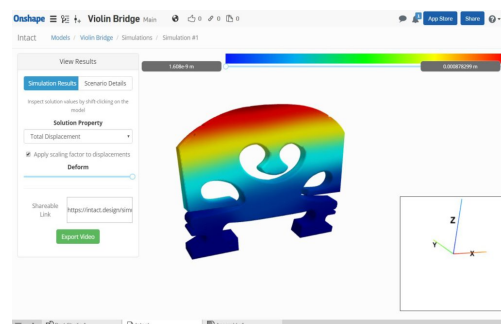 Onshape Violin Bridge Main 0 0 0 App Store Share
Intact Models / Violin Bridge / Simulations / Simulation #1
View Results
1.608e-9 m 0.000878299 m
Simulation Results Scenario Details
Inspect solution values by shift-clicking on the
model
Solution Property
Total Displacement
Apply scaling factor to displacements
Deform
Shareable
Link
https://intact.design/simu
Export Video
Z
Y
X